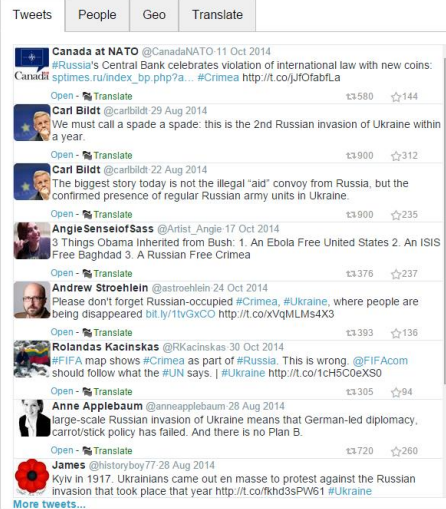 Tweets People Geo Translate
Canada at NATO @CanadaNATO·11 Oct 2014
#Russia's Central Bank celebrates violation of international law with new coins:
sptimes.ru/index_bp.php?a... #Crimea http://t.co/jJfOfabfLa
Canada
Open - Translate 580 144
Carl Bildt @carlbildt·29 Aug 2014
We must call a spade a spade: this is the 2nd Russian invasion of Ukraine within
a year.
Open - Translate 900 312
Carl Bildt @carlbildt·22 Aug 2014
The biggest story today is not the illegal “aid” convoy from Russia, but the
confirmed presence of regular Russian army units in Ukraine.
Open - Translate 900 235
AngieSenseiofSass @Artist_Angie·17 Oct 2014
3 Things Obama Inherited from Bush: 1. An Ebola Free United States 2. An ISIS
Free Baghdad 3. A Russian Free Crimea
Open - Translate 376 237
Andrew Stroehlein @astroehlein·24 Oct 2014
Please don't forget Russian-occupied #Crimea, #Ukraine, where people are
being disappeared bit.ly/1tvGxCO http://t.co/xVqMLMs4X3
Open - Translate 393 136
Rolandas Kacinskas @RKacinskas·30 Oct 2014
#FIFA map shows #Crimea as part of #Russia. This is wrong. @FIFAcom
should follow what the #UN says. | #Ukraine http://t.co/1cH5C0eXS0
Open - Translate 305 94
Anne Applebaum @anneapplebaum·28 Aug 2014
large-scale Russian invasion of Ukraine means that German-led diplomacy,
carrot/stick policy has failed. And there is no Plan B.
Open - Translate 720 260
James @historyboy77·28 Aug 2014
Kyiv in 1917. Ukrainians came out en masse to protest against the Russian
invasion that took place that year http://t.co/fkhd3sPW61 #Ukraine
More tweets...